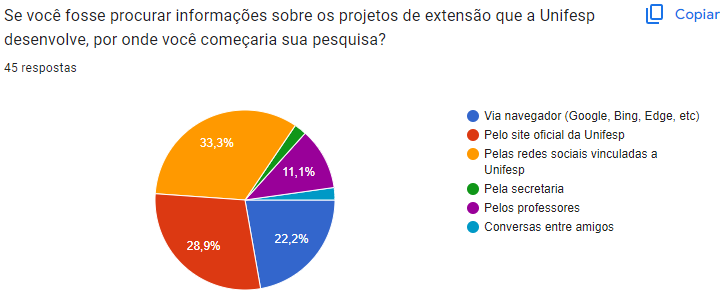 Se você fosse procurar informações sobre os projetos de extensão que a Unifesp
desenvolve, por onde você começaria sua pesquisa?
Copiar
45 respostas
33,3%
11,1%
28,9%
22,2%
Via navegador (Google, Bing, Edge, etc)
Pelo site oficial da Unifesp
Pelas redes sociais vinculadas a
Unifesp
Pela secretaria
Pelos professores
Conversas entre amigos